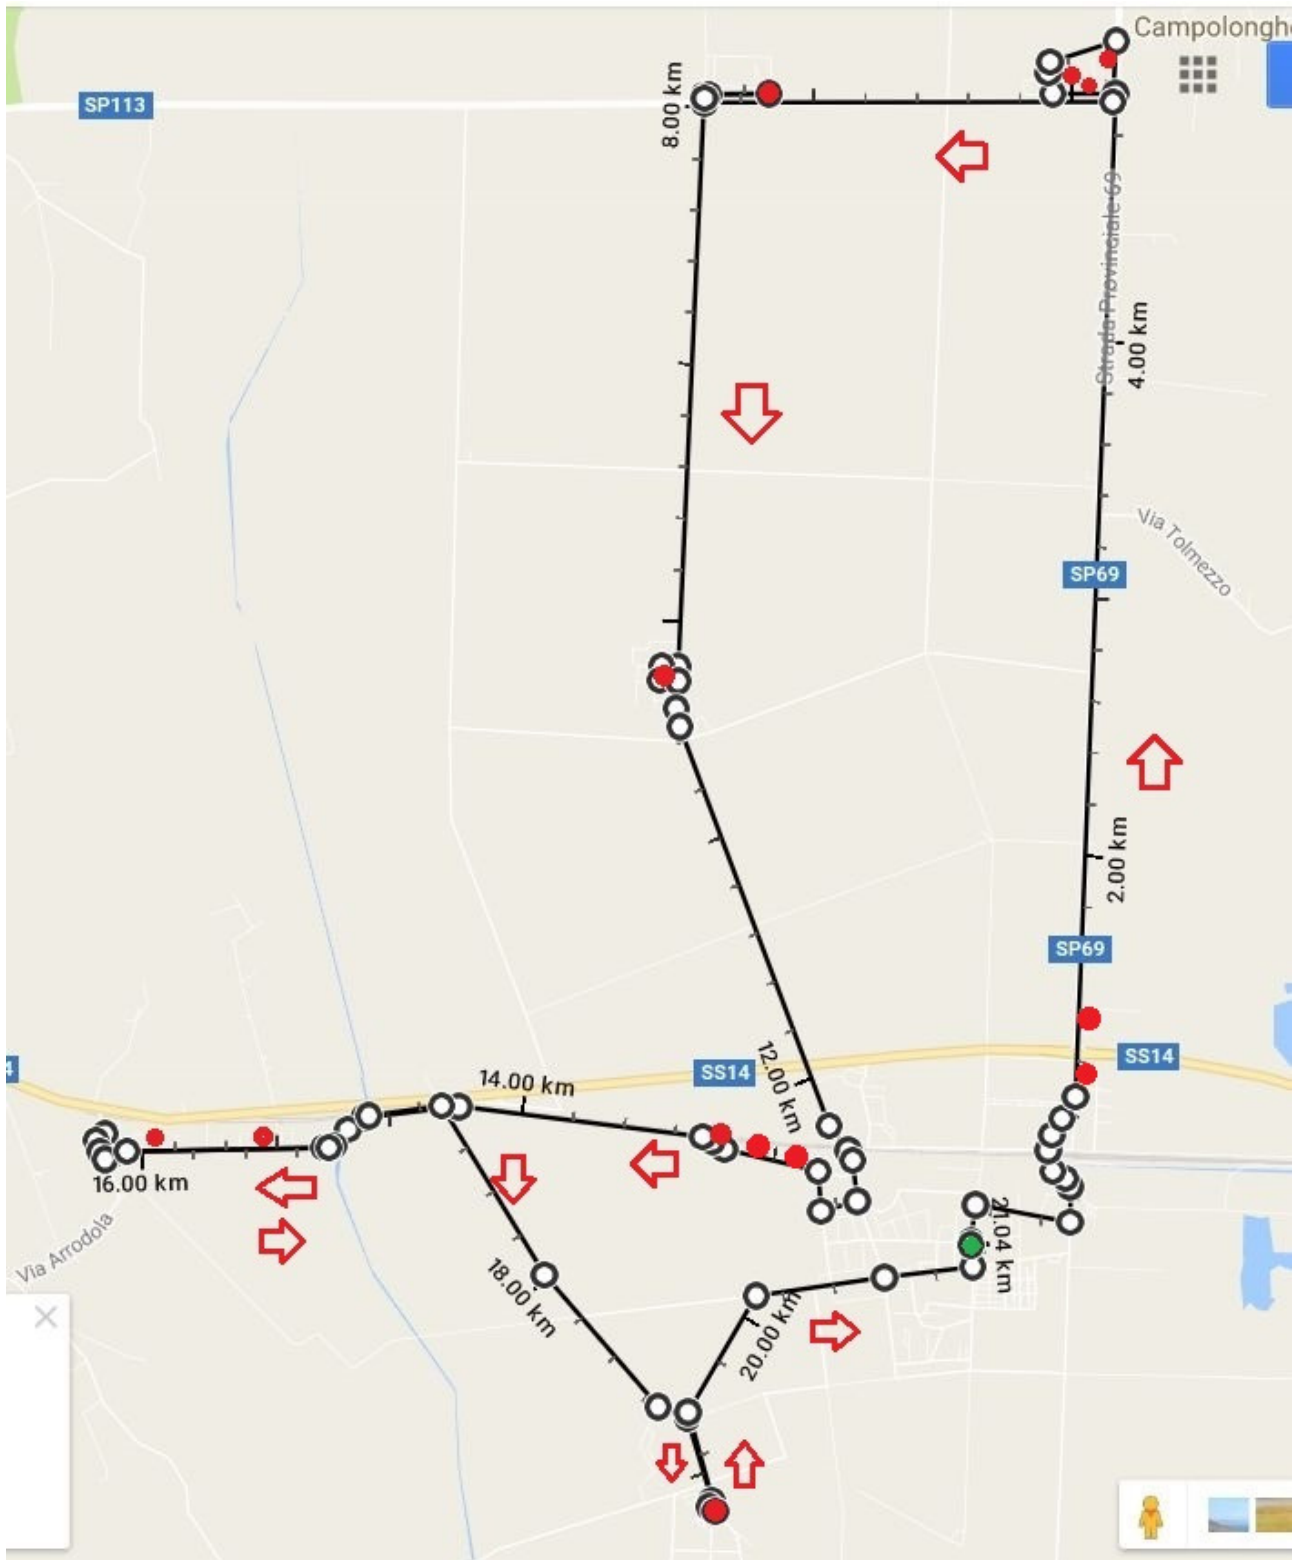 Campolongho
SP113
8.00 km
Strada Provinciale 69
4.00 km
Via Tolmezzo
SP69
2.00 km
SP69
12.00 km
SS14
SS14
4
14.00 km
16.00 km
Via Arrodola
21.04 km
18.00 km
20.00 km